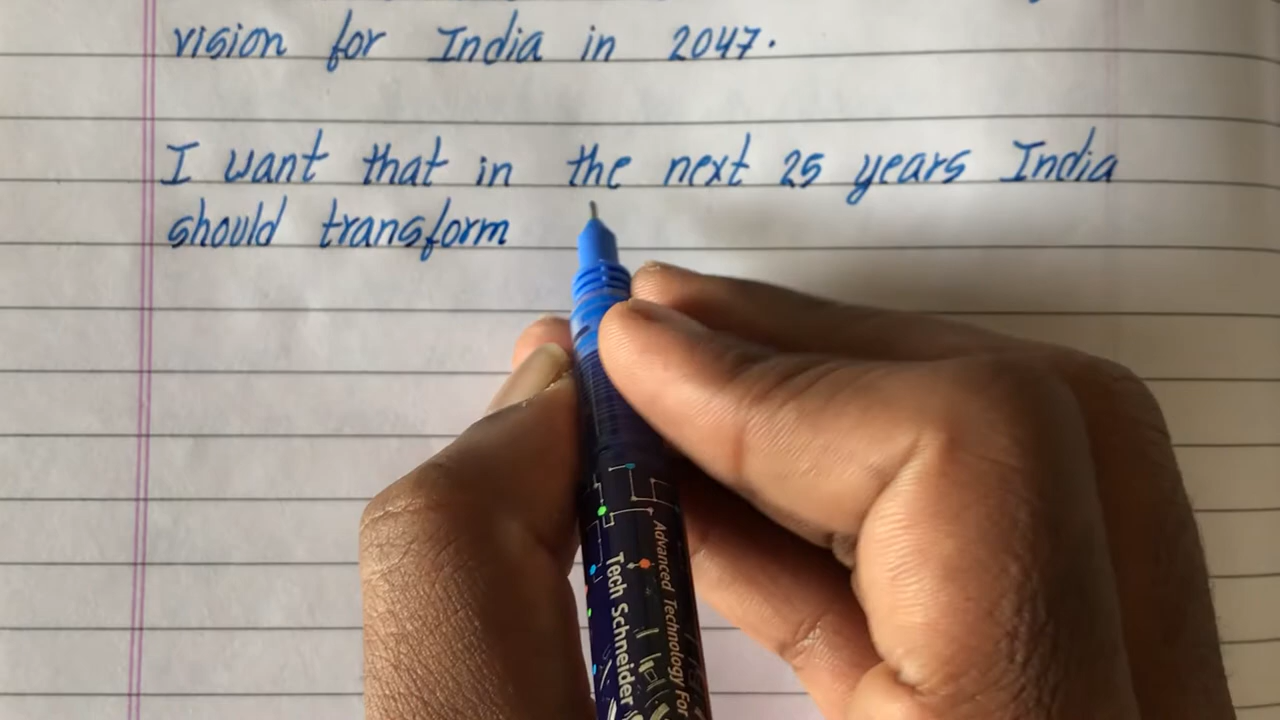 vision for India in 2047.
I want that in the next 25 years India
should transform
Advanced Technology For
Tech Schneider